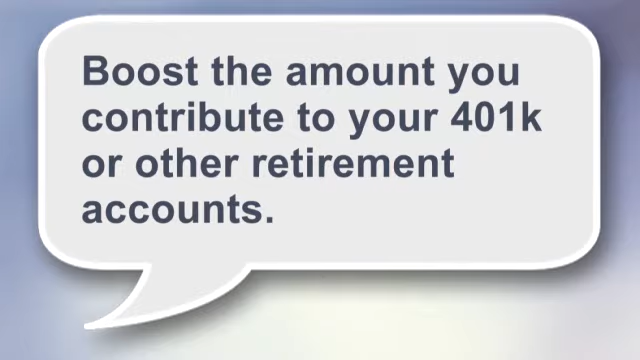 Boost the amount you
contribute to your 401k
or other retirement
accounts.